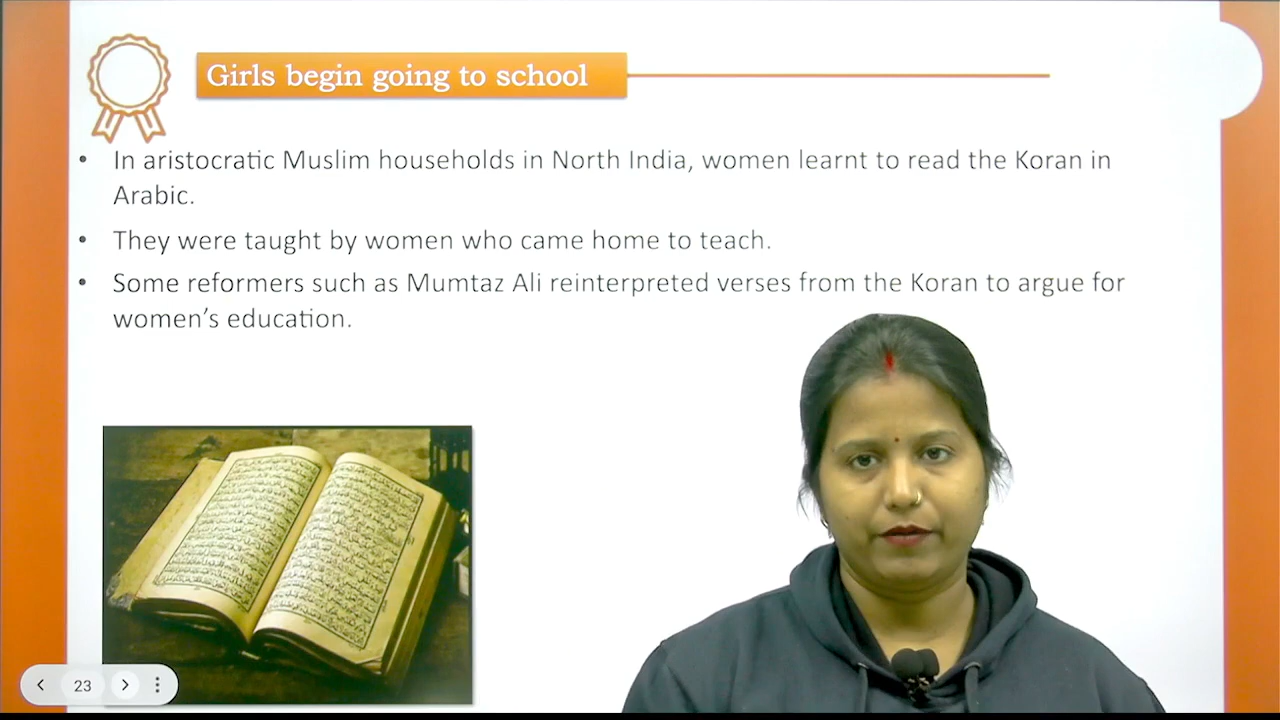 Girls begin going to school
• In aristocratic Muslim households in North India, women learnt to read the Koran in
Arabic.
• They were taught by women who came home to teach.
• Some reformers such as Mumtaz Ali reinterpreted verses from the Koran to argue for
women’s education.
23